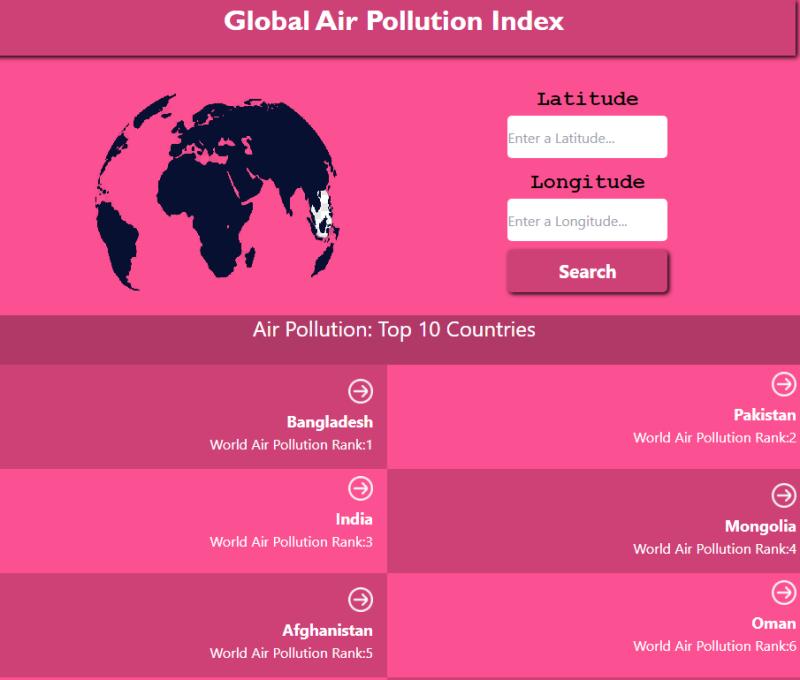 Global Air Pollution Index
Latitude
Enter a Latitude...
Longitude
Enter a Longitude...
Search
Air Pollution: Top 10 Countries
Bangladesh
World Air Pollution Rank:1
Pakistan
World Air Pollution Rank:2
India
World Air Pollution Rank:3
Mongolia
World Air Pollution Rank:4
Afghanistan
World Air Pollution Rank:5
Oman
World Air Pollution Rank:6